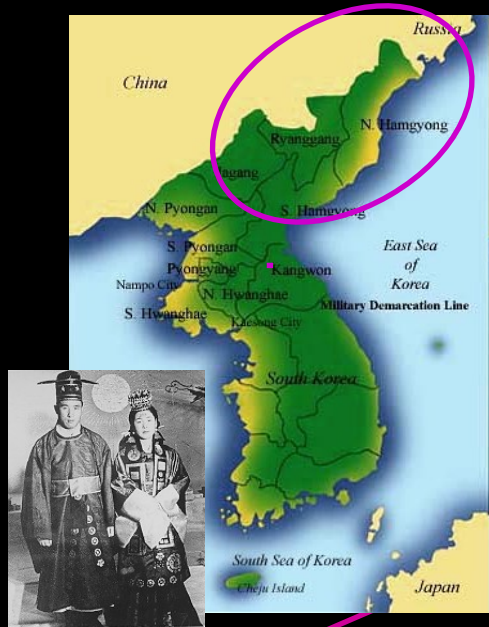 Russia
China
N. Hamgyong
Ryanggang
Jagang
N. Pyongan
S. Hamgyong
S. Pyongan
East Sea
of
Korea
Pyongyang
Kangwon
Nampo City
N. Hwanghae
Military Demarcation Line
S. Hwanghae
Kaesong City
South Korea
South Sea of Korea
Cheju Island
Japan